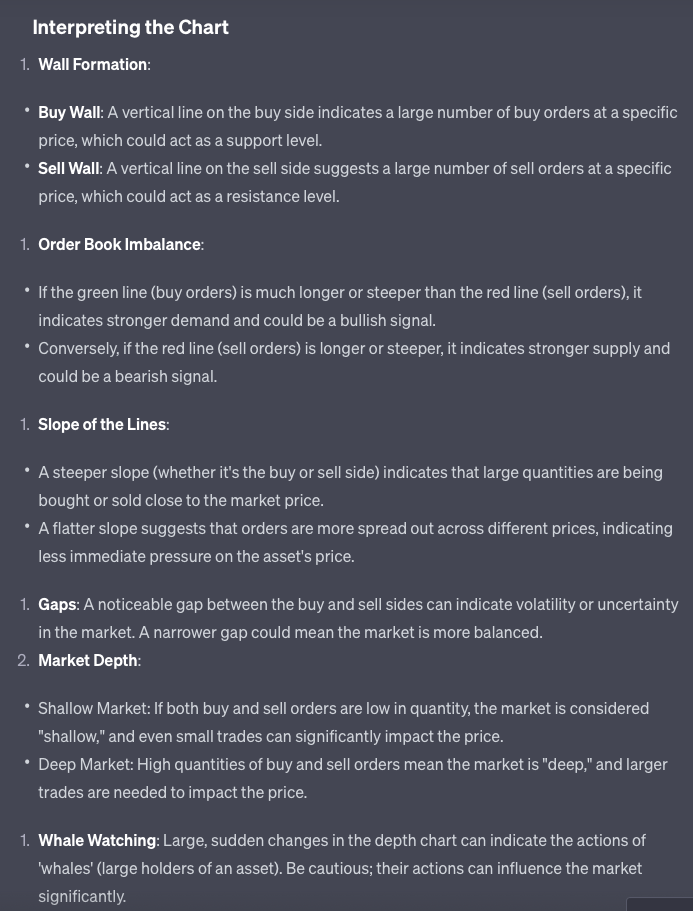 Interpreting the Chart
1. Wall Formation:
• Buy Wall: A vertical line on the buy side indicates a large number of buy orders at a specific
price, which could act as a support level.
• Sell Wall: A vertical line on the sell side suggests a large number of sell orders at a specific
price, which could act as a resistance level.
1. Order Book Imbalance:
• If the green line (buy orders) is much longer or steeper than the red line (sell orders), it
indicates stronger demand and could be a bullish signal.
• Conversely, if the red line (sell orders) is longer or steeper, it indicates stronger supply and
could be a bearish signal.
1. Slope of the Lines:
• A steeper slope (whether it's the buy or sell side) indicates that large quantities are being
bought or sold close to the market price.
• A flatter slope suggests that orders are more spread out across different prices, indicating
less immediate pressure on the asset's price.
1. Gaps: A noticeable gap between the buy and sell sides can indicate volatility or uncertainty
in the market. A narrower gap could mean the market is more balanced.
2. Market Depth:
• Shallow Market: If both buy and sell orders are low in quantity, the market is considered
"shallow," and even small trades can significantly impact the price.
• Deep Market: High quantities of buy and sell orders mean the market is "deep," and larger
trades are needed to impact the price.
1. Whale Watching: Large, sudden changes in the depth chart can indicate the actions of
'whales' (large holders of an asset). Be cautious; their actions can influence the market
significantly.